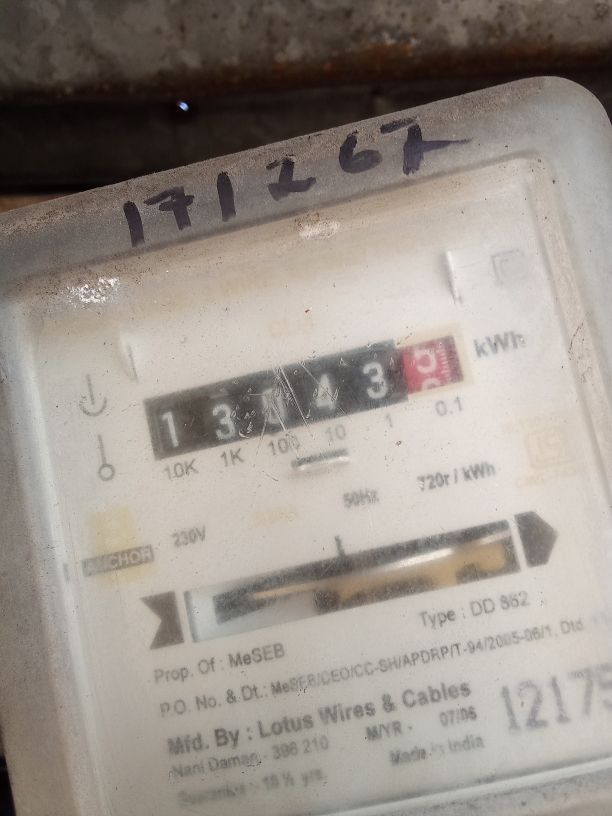 171267
kWh
1 3 0 4 3
10K 1K 100 10 1 0.1
50Hz 720r / kWh
230V
ANCHOR
Type : DD 862
Prop. Of : MeSEB
P.O. No. & Dt.: MeSEB/CEO/CC-SH/APDRP/T-94/2005-06/1, Dtd.
Mfd. By : Lotus Wires & Cables
Nani Daman - 396 210 M/YR - 07/06
Made in India
12175